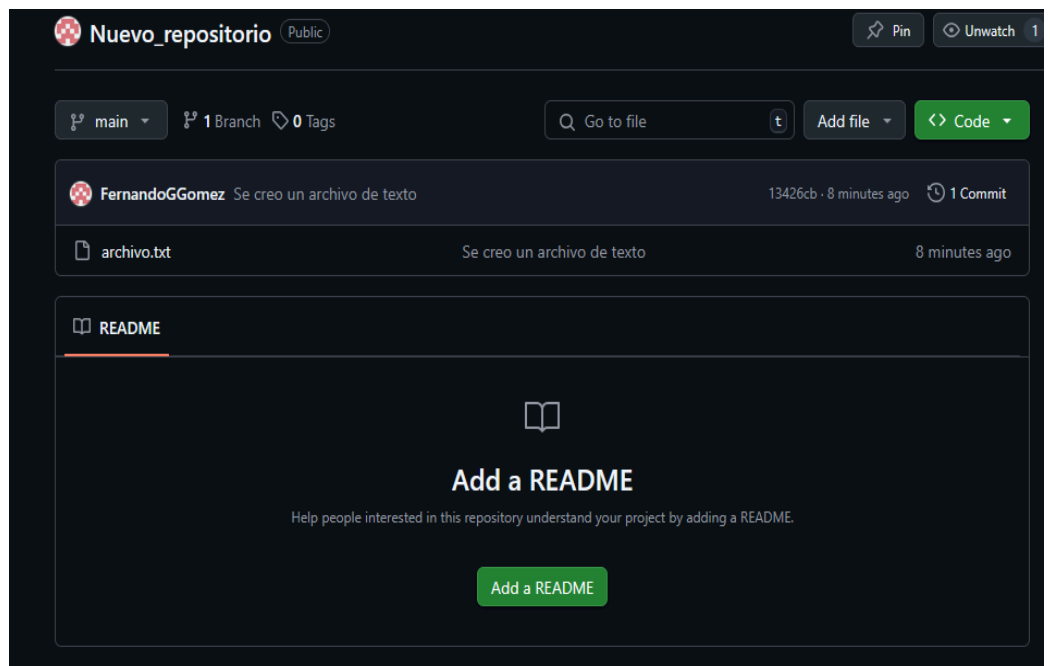 Nuevo_repositorio Public Pin Unwatch 1
main 1 Branch 0 Tags Go to file t Add file Code
FernandoGGomez Se creo un archivo de texto 13426cb · 8 minutes ago 1 Commit
archivo.txt Se creo un archivo de texto 8 minutes ago
README
Add a README
Help people interested in this repository understand your project by adding a README.
Add a README